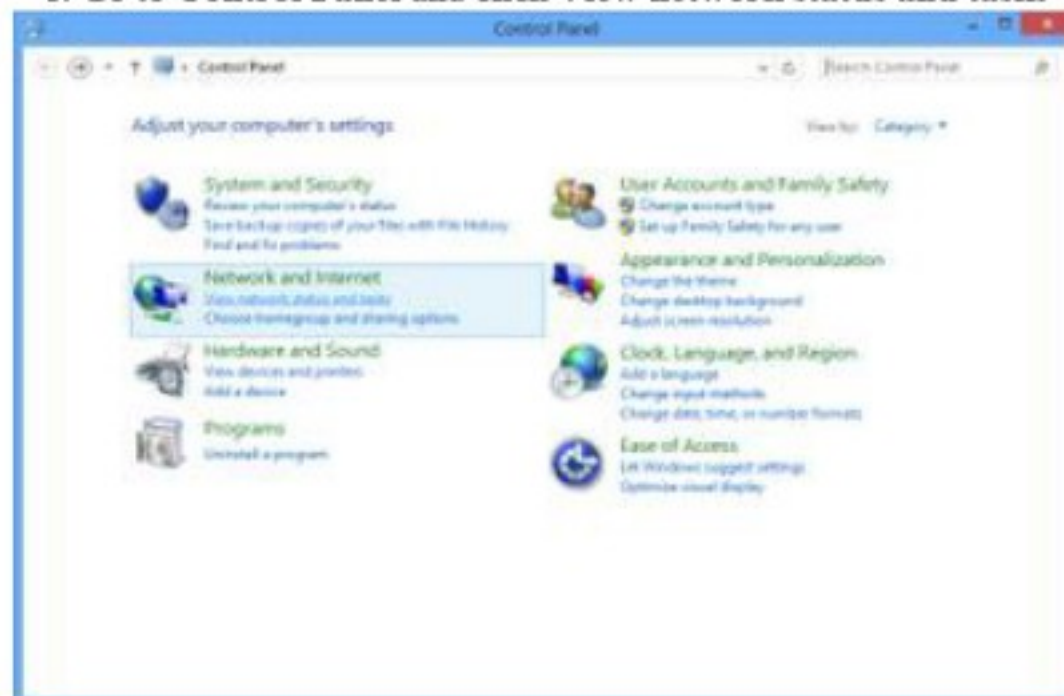 Control Panel
Control Panel
Search Control Panel
Adjust your computer's settings
View by: Category
System and Security
Review your computer's status
Save backup copies of your files with File History
Find and fix problems
Network and Internet
View network status and tasks
Choose homegroup and sharing options
Hardware and Sound
View devices and printers
Add a device
Programs
Uninstall a program
User Accounts and Family Safety
Change account type
Set up Family Safety for any user
Appearance and Personalization
Change the theme
Change desktop background
Adjust screen resolution
Clock, Language, and Region
Add a language
Change input methods
Change date, time, or number formats
Ease of Access
Let Windows suggest settings
Optimize visual display